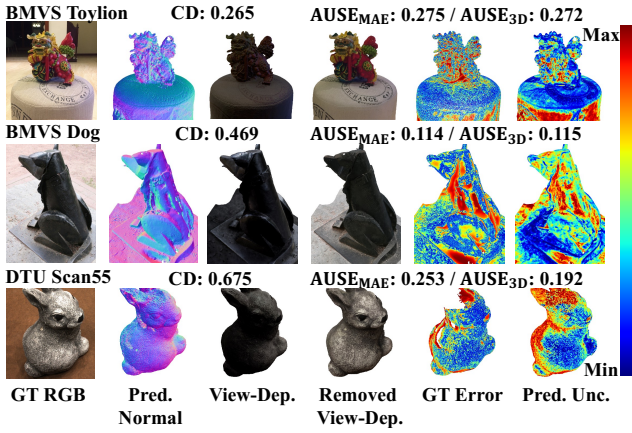 BMVS Toylion CD: 0.265 AUSE_MAE: 0.275 / AUSE_3D: 0.272
Max
BMVS Dog CD: 0.469 AUSE_MAE: 0.114 / AUSE_3D: 0.115
DTU Scan55 CD: 0.675 AUSE_MAE: 0.253 / AUSE_3D: 0.192
Min
GT RGB Pred. View-Dep. Removed GT Error Pred. Unc.
Normal View-Dep.